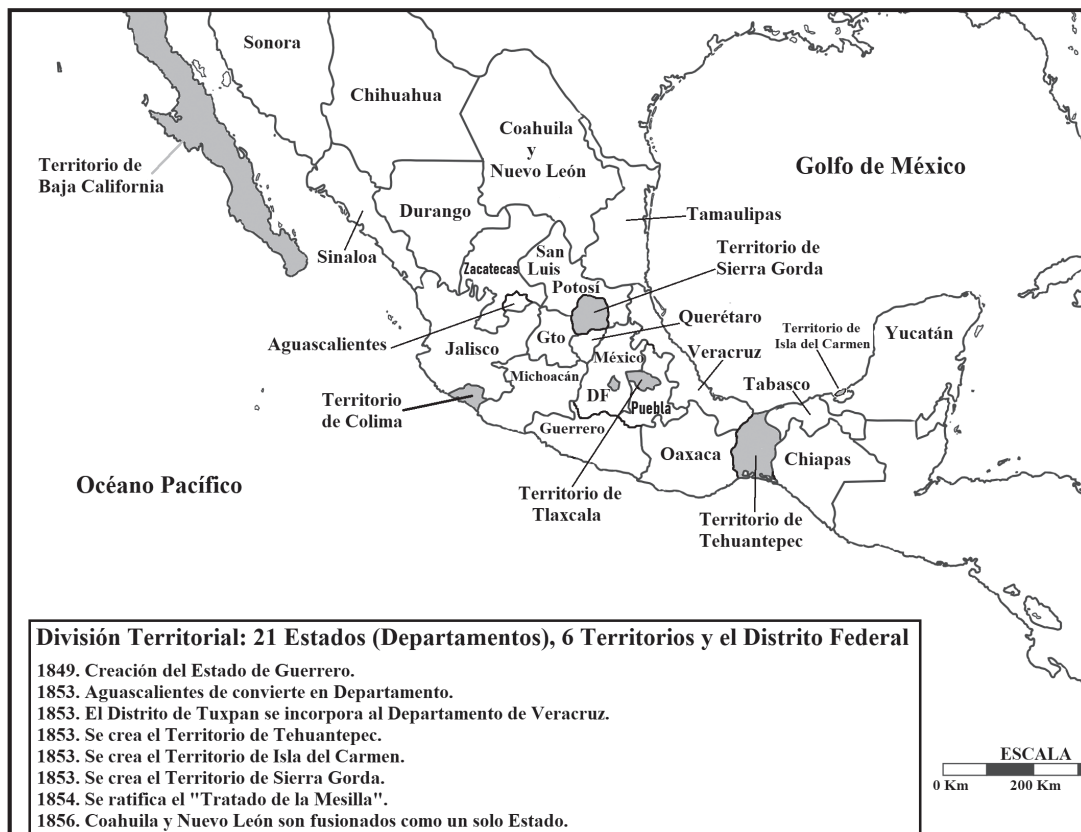 Sonora
Chihuahua
Coahuila
y
Nuevo León
Golfo de México
Territorio de
Baja California
Durango
Tamaulipas
Sinaloa
Zacatecas
San
Luis
Potosí
Territorio de
Sierra Gorda
Aguascalientes
Jalisco
Gto
Querétaro
México
Veracruz
Territorio de
Isla del Carmen
Yucatán
Michoacán
DF
Puebla
Tabasco
Territorio
de Colima
Guerrero
Oaxaca
Chiapas
Océano Pacífico
Territorio de
Tlaxcala
Territorio de
Tehuantepec
División Territorial: 21 Estados (Departamentos), 6 Territorios y el Distrito Federal
1849. Creación del Estado de Guerrero.
1853. Aguascalientes de convierte en Departamento.
1853. El Distrito de Tuxpan se incorpora al Departamento de Veracruz.
1853. Se crea el Territorio de Tehuantepec.
1853. Se crea el Territorio de Isla del Carmen.
1853. Se crea el Territorio de Sierra Gorda.
1854. Se ratifica el "Tratado de la Mesilla".
1856. Coahuila y Nuevo León son fusionados como un solo Estado.
ESCALA
0 Km 200 Km